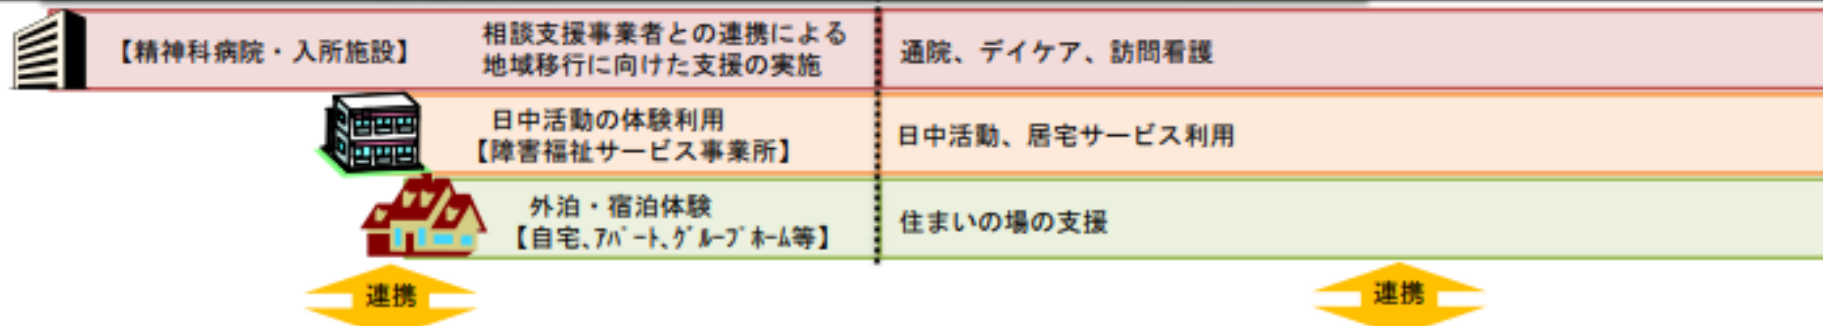 【精神科病院・入所施設】
相談支援事業者との連携による
地域移行に向けた支援の実施
通院、デイケア、訪問看護
日中活動の体験利用
【障害福祉サービス事業所】
日中活動、居宅サービス利用
外泊・宿泊体験
【自宅、ｱﾊﾟｰﾄ、ｸﾞﾙｰﾌﾟﾎｰﾑ等】
住まいの場の支援
連携
連携